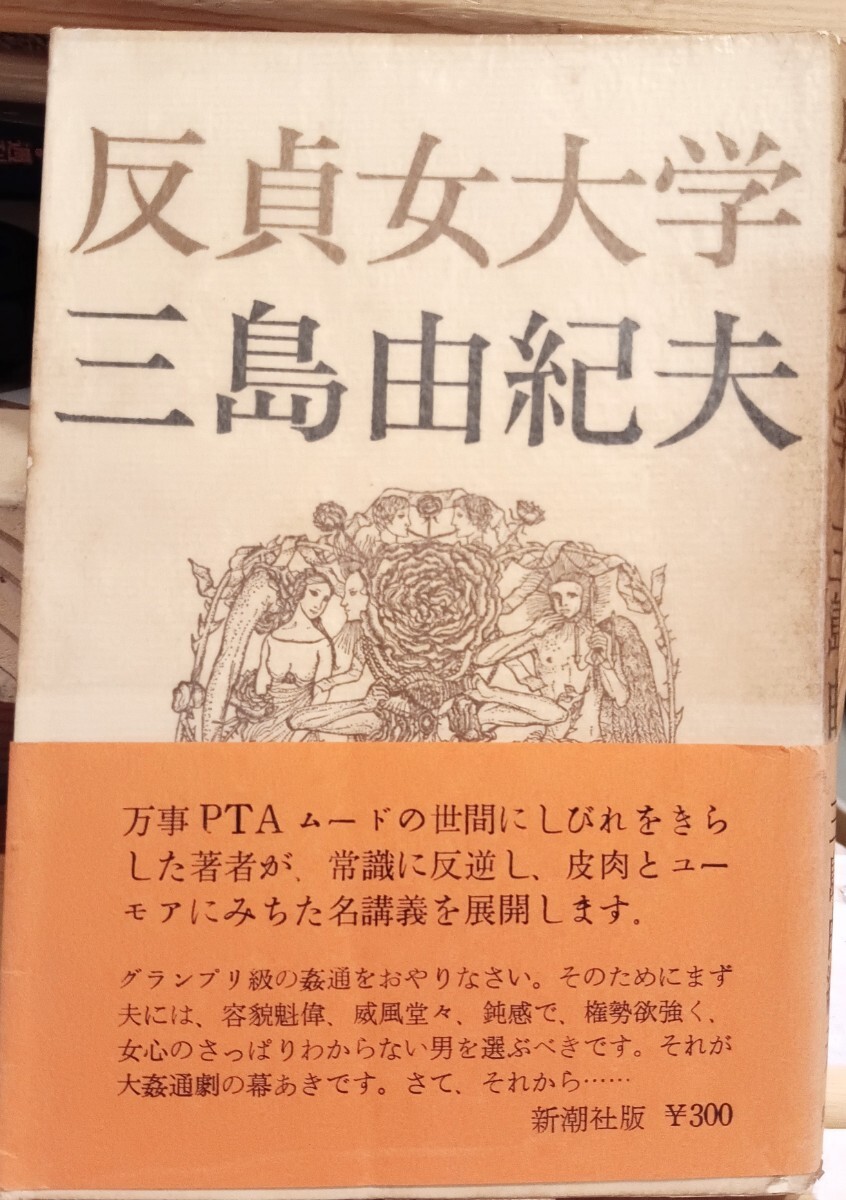 反貞女大学
三島由紀夫
万事PTAムードの世間にしびれをきら
した著者が、常識に反逆し、皮肉とユー
モアにみちた名講義を展開します。
グランプリ級の姦通をおやりなさい。そのためにまず
夫には、容貌魁偉、威風堂々、鈍感で、権勢欲強く、
女心のさっぱりわからない男を選ぶべきです。それが
大姦通劇の幕あきです。さて、それから……
新潮社版 ¥300